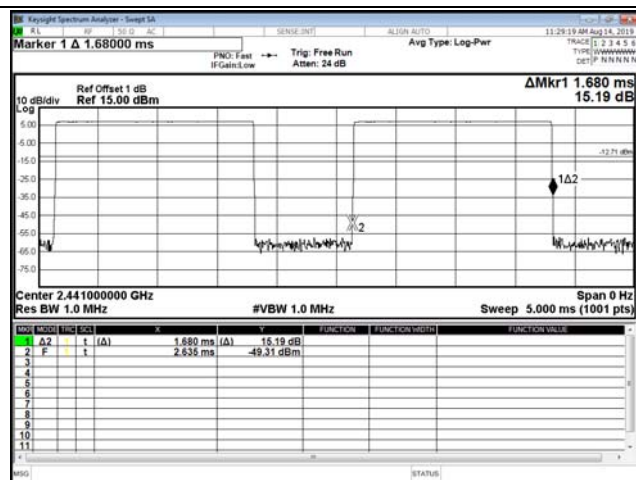 Keysight Spectrum Analyzer - Swept SA
RL RF 50 Ω AC SENSE:INT ALIGN AUTO 11:29:19 AM Aug 14, 2019
Marker 1 Δ 1.68000 ms Avg Type: Log-Pwr TRACE 1 2 3 4 5 6
PNO: Fast Trig: Free Run TYPE WWWWWW
IFGain:Low Atten: 24 dB DET P N N N N N
ΔMkr1 1.680 ms
15.19 dB
Ref Offset 1 dB
10 dB/div Ref 15.00 dBm
Log
5.00
-5.00
-12.71 dBm
-15.0
1Δ2
-25.0
-35.0
-45.0
2
-55.0
-65.0
-75.0
Center 2.441000000 GHz Span 0 Hz
Res BW 1.0 MHz #VBW 1.0 MHz Sweep 5.000 ms (1001 pts)
MKR MODE TRC SCL X Y FUNCTION FUNCTION WIDTH FUNCTION VALUE
1 Δ2 1 t (Δ) 1.680 ms (Δ) 15.19 dB
2 F 1 t 2.635 ms -49.31 dBm
3
4
5
6
7
8
9
10
11
MSG STATUS